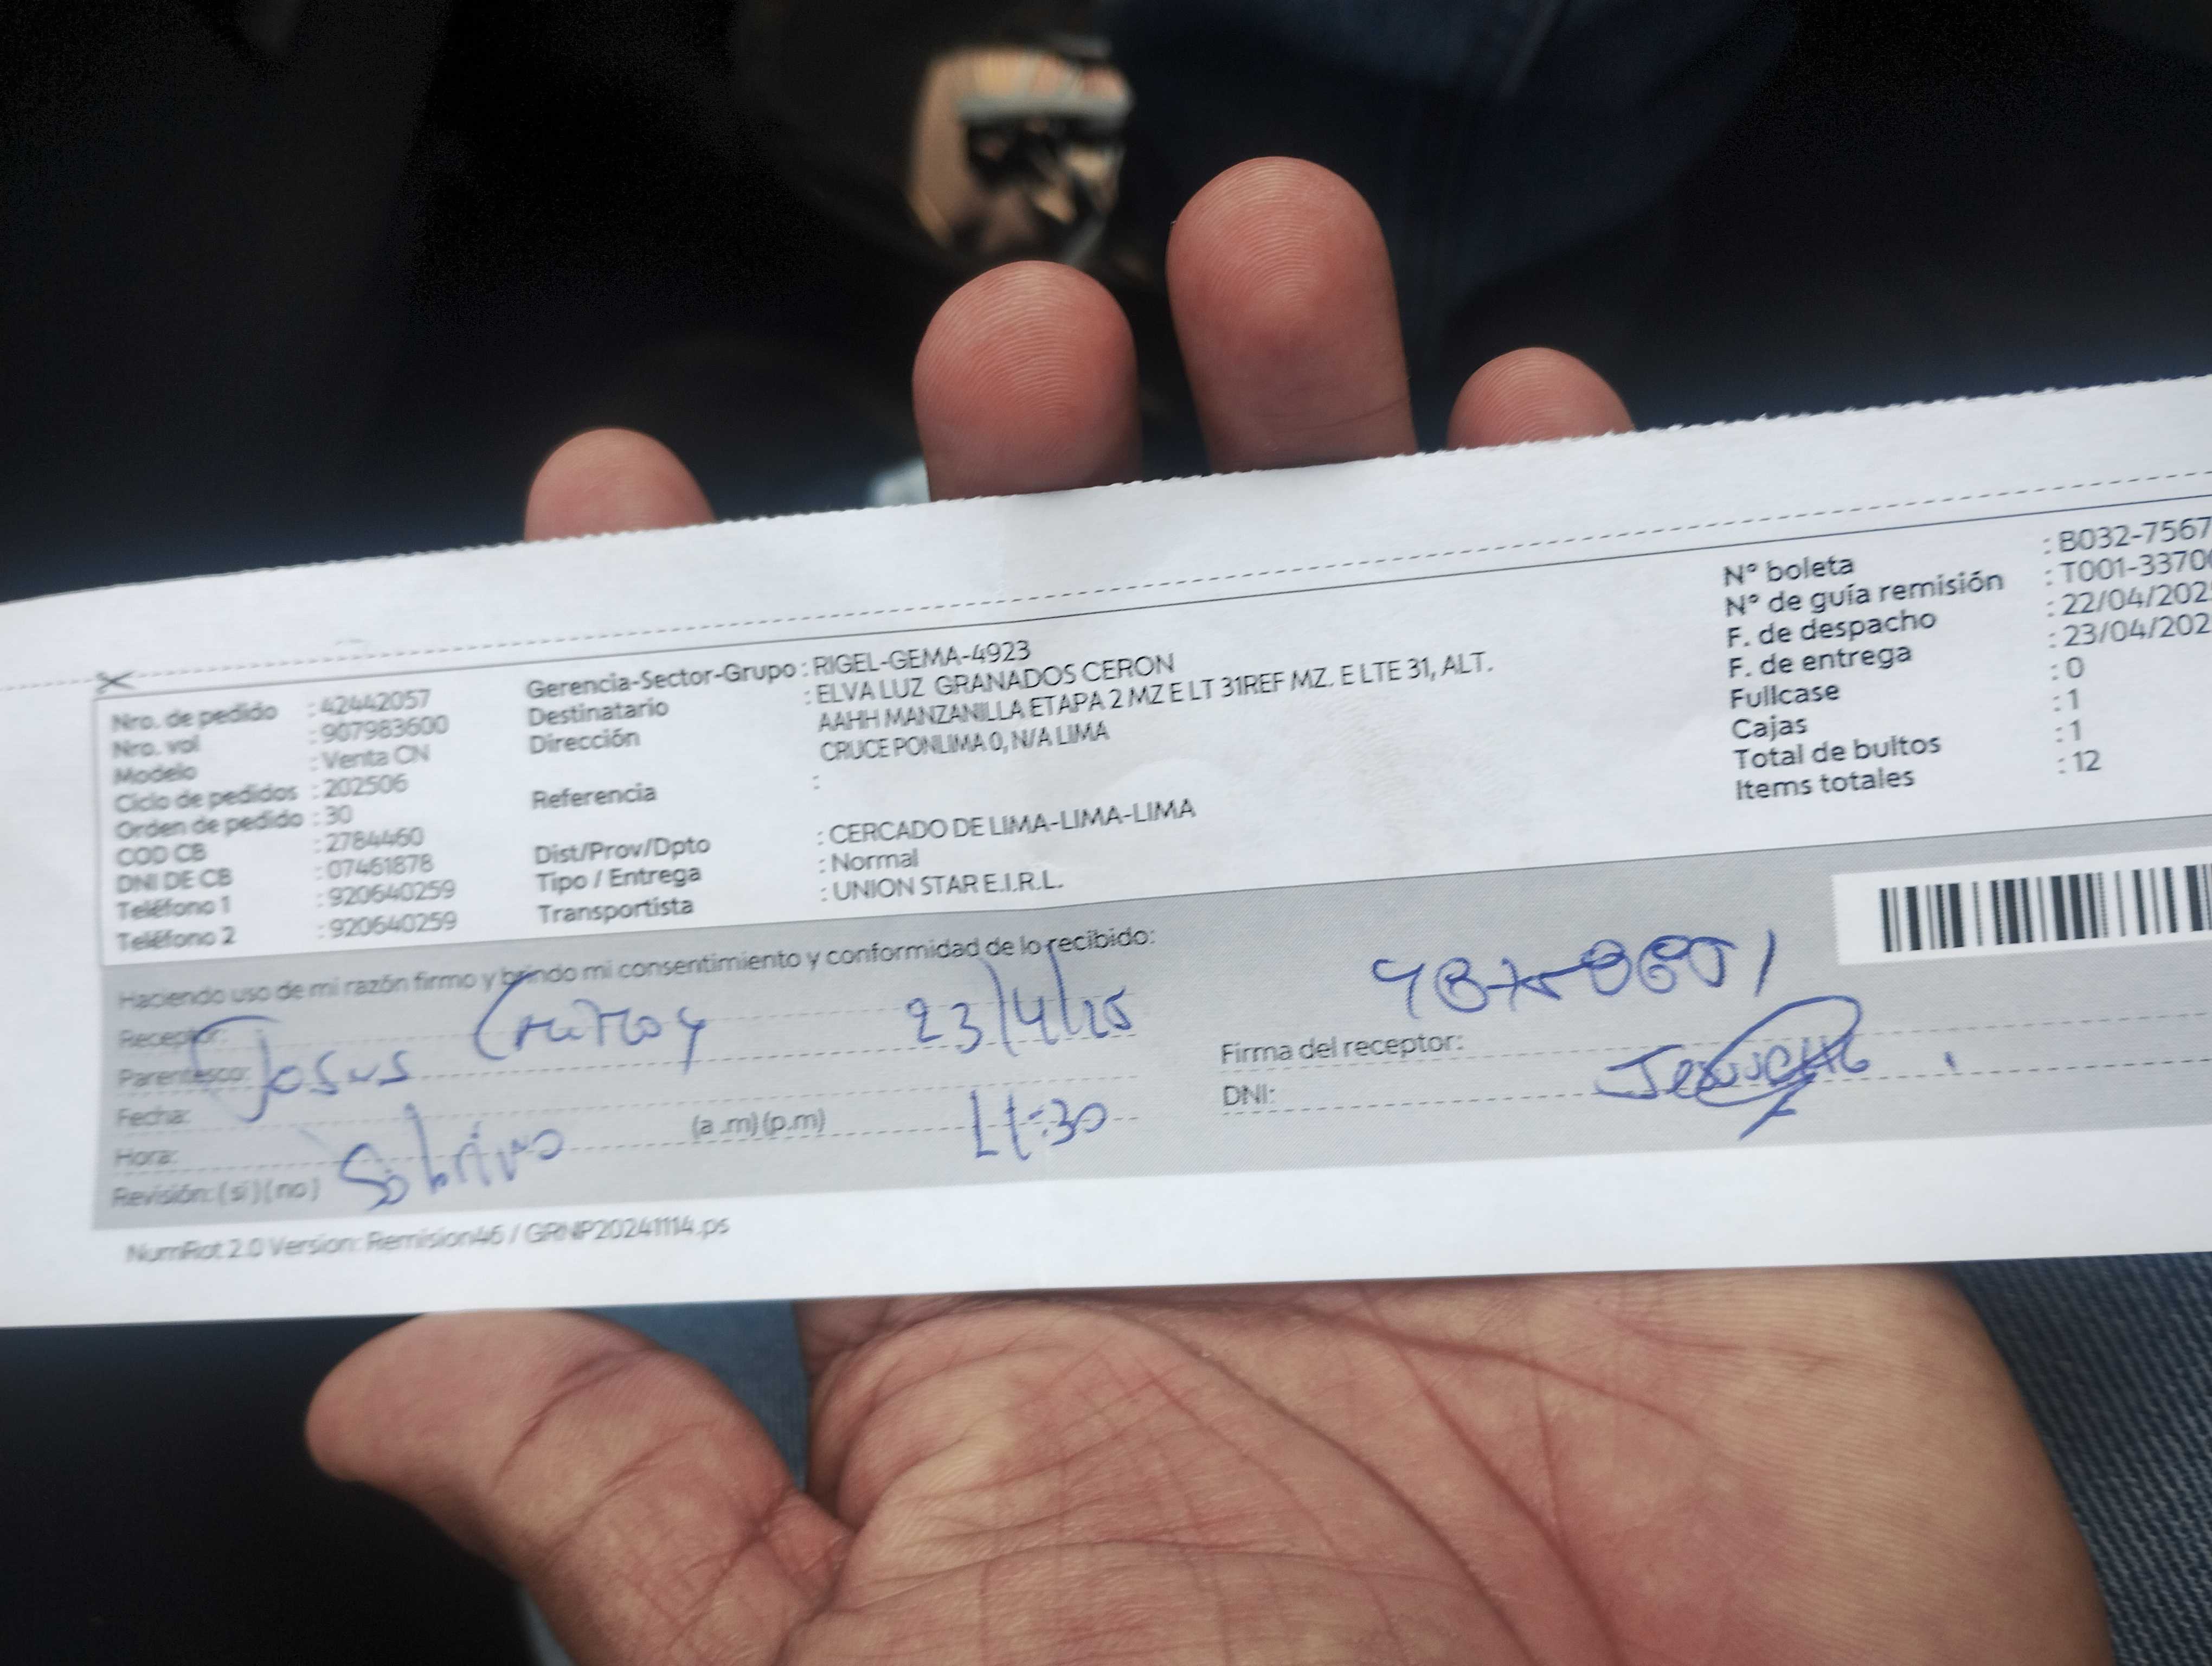 Nro. de pedido : 42442057
Nro. vol : 907983600
Modelo : Venta CN
Ciclo de pedidos : 202506
Orden de pedido : 30
COD CB : 2784460
DNI DE CB : 07461878
Teléfono 1 : 920640259
Teléfono 2 : 920640259
Gerencia-Sector-Grupo : RIGEL-GEMA-4923
Destinatario : ELVA LUZ GRANADOS CERON
Dirección AAHH MANZANILLA ETAPA 2 MZ E LT 31REF MZ. E LTE 31, ALT.
CRUCE PONLIMA 0, N/A LIMA
Referencia :
Dist/Prov/Dpto : CERCADO DE LIMA-LIMA-LIMA
Tipo / Entrega : Normal
Transportista : UNION STAR E.I.R.L.
N° boleta : B032-7567
N° de guía remisión : T001-3370
F. de despacho : 22/04/202
F. de entrega : 23/04/202
Fullcase : 0
Cajas : 1
Total de bultos : 1
Items totales : 12
Haciendo uso de mi razón firmo y brindo mi consentimiento y conformidad de lo recibido:
Receptor:
Parentesco: Josus
23/4/25
Fecha:
Hora: Sobrino (a .m) (p.m) 11:30
Revisión: ( si ) ( no )
Firma del receptor:
DNI:
NumRot 2.0 Version: Remision46 / GRNP20241114.ps